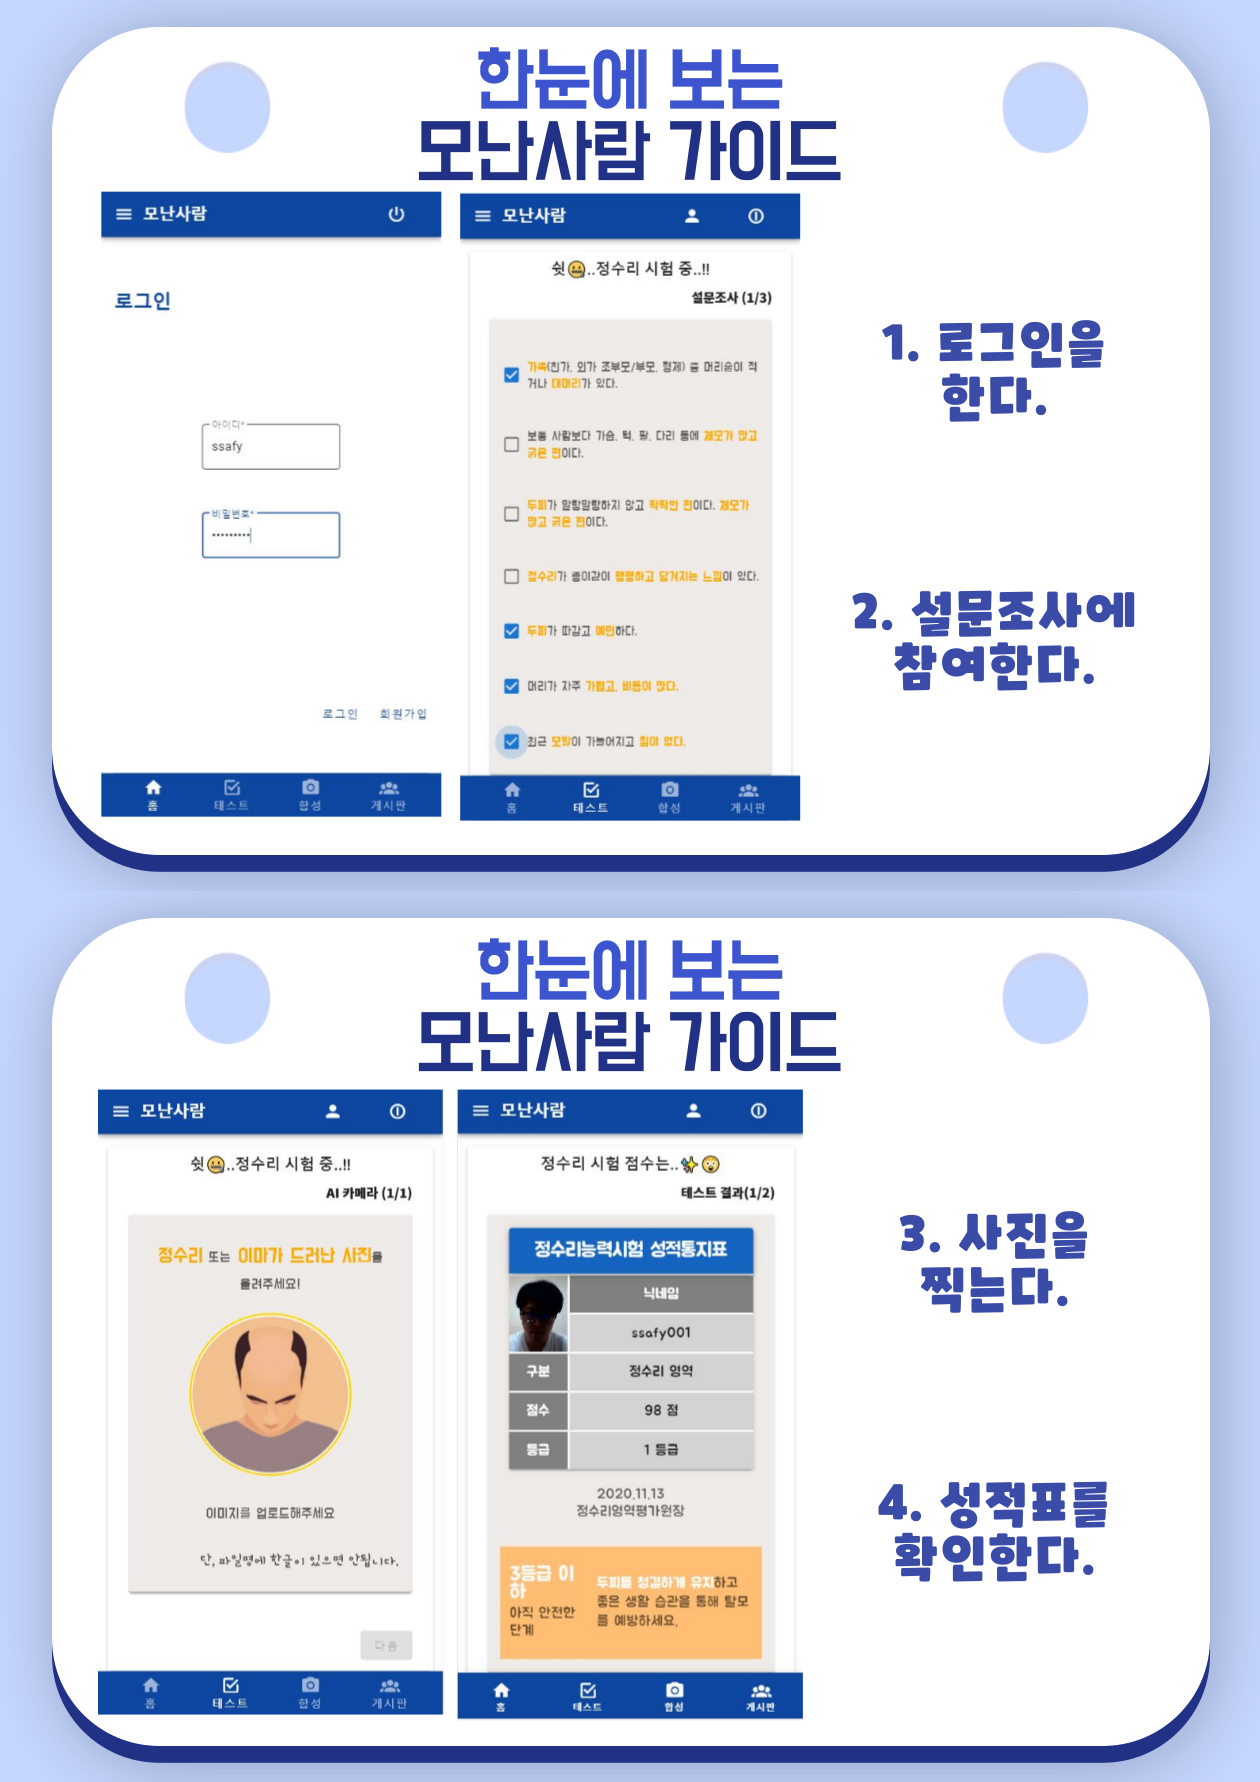 한눈에 보는
모난사람 가이드
모난사람
로그인
아이디*
ssafy
비밀번호*
•••••••••
로그인 회원가입
홈 테스트 합성 게시판
모난사람
쉿🤐..정수리 시험 중..!!
설문조사 (1/3)
가족(친가, 외가 조부모/부모, 형제) 중 머리숱이 적
거나 대머리가 있다.
보통 사람보다 가슴, 턱, 팔, 다리 등에 체모가 많고
굵은 편이다.
두피가 말랑말랑하지 않고 딱딱한 편이다. 체모가
많고 굵은 편이다.
정수리가 종이같이 팽팽하고 당겨지는 느낌이 있다.
두피가 따갑고 예민하다.
머리가 자주 가렵고, 비듬이 많다.
최근 모발이 가늘어지고 힘이 없다.
홈 테스트 합성 게시판
1. 로그인을
한다.
2. 설문조사에
참여한다.
한눈에 보는
모난사람 가이드
모난사람
쉿🤐..정수리 시험 중..!!
AI 카메라 (1/1)
정수리 또는 이마가 드러난 사진을
올려주세요!
이미지를 업로드해주세요
단, 파일명에 한글이 있으면 안됩니다.
다음
홈 테스트 합성 게시판
모난사람
정수리 시험 점수는..✨😲
테스트 결과(1/2)
정수리능력시험 성적통지표
닉네임
ssafy001
구분 정수리 영역
점수 98 점
등급 1 등급
2020.11.13
정수리영역평가원장
3등급 이
하
아직 안전한
단계
두피를 청결하게 유지하고
좋은 생활 습관을 통해 탈모
를 예방하세요.
홈 테스트 합성 게시판
3. 사진을
찍는다.
4. 성적표를
확인한다.